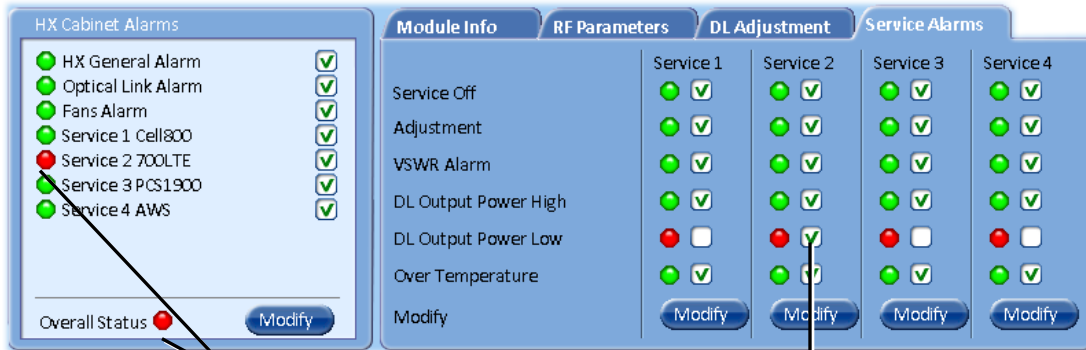 HX Cabinet Alarms
HX General Alarm
Optical Link Alarm
Fans Alarm
Service 1 Cell800
Service 2 700LTE
Service 3 PCS1900
Service 4 AWS
Overall Status
Modify
Module Info
RF Parameters
DL Adjustment
Service Alarms
Service 1 Service 2 Service 3 Service 4
Service Off
Adjustment
VSWR Alarm
DL Output Power High
DL Output Power Low
Over Temperature
Modify Modify Modify Modify Modify